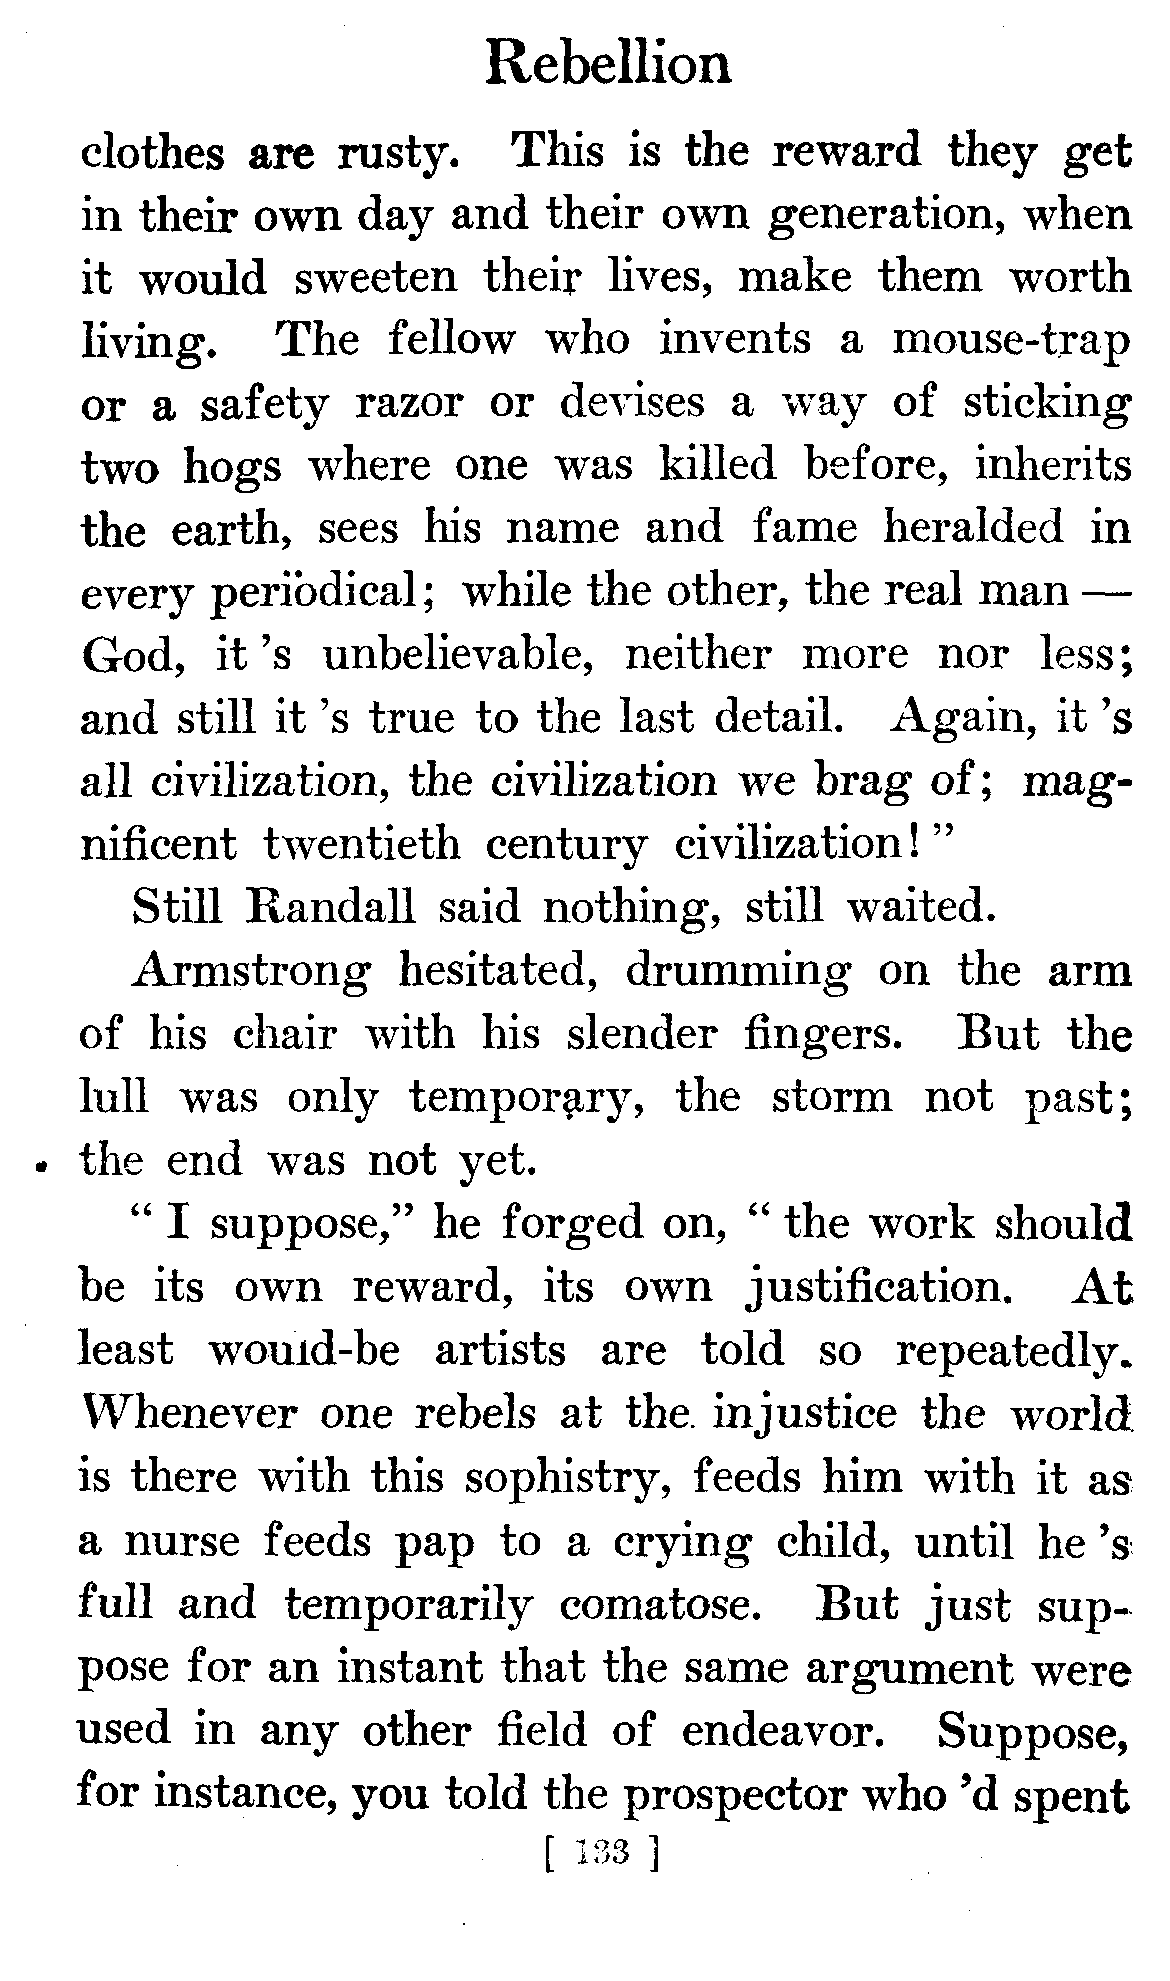 Rebellion
clothes are rusty. This is the reward they get
in their own day and their own generation, when
it would sweeten their lives, make them worth
living. The fellow who invents a mouse-trap
or a safety razor or devises a way of sticking
two hogs where one was killed before, inherits
the earth, sees his name and fame heralded in
every periodical; while the other, the real man —
God, it 's unbelievable, neither more nor less;
and still it 's true to the last detail. Again, it 's
all civilization, the civilization we brag of; mag-
nificent twentieth century civilization! "
Still Randall said nothing, still waited.
Armstrong hesitated, drumming on the arm
of his chair with his slender fingers. But the
lull was only temporary, the storm not past;
the end was not yet.
" I suppose," he forged on, " the work should
be its own reward, its own justification. At
least would-be artists are told so repeatedly.
Whenever one rebels at the injustice the world
is there with this sophistry, feeds him with it as
a nurse feeds pap to a crying child, until he 's
full and temporarily comatose. But just sup-
pose for an instant that the same argument were
used in any other field of endeavor. Suppose,
for instance, you told the prospector who 'd spent
[ 133 ]